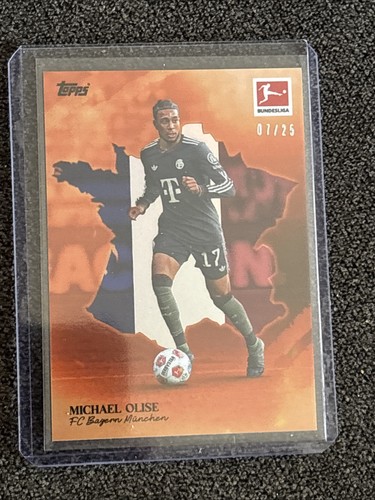 Topps
BUNDESLIGA
07/25
T
17
MICHAEL OLISE
FC Bayern München